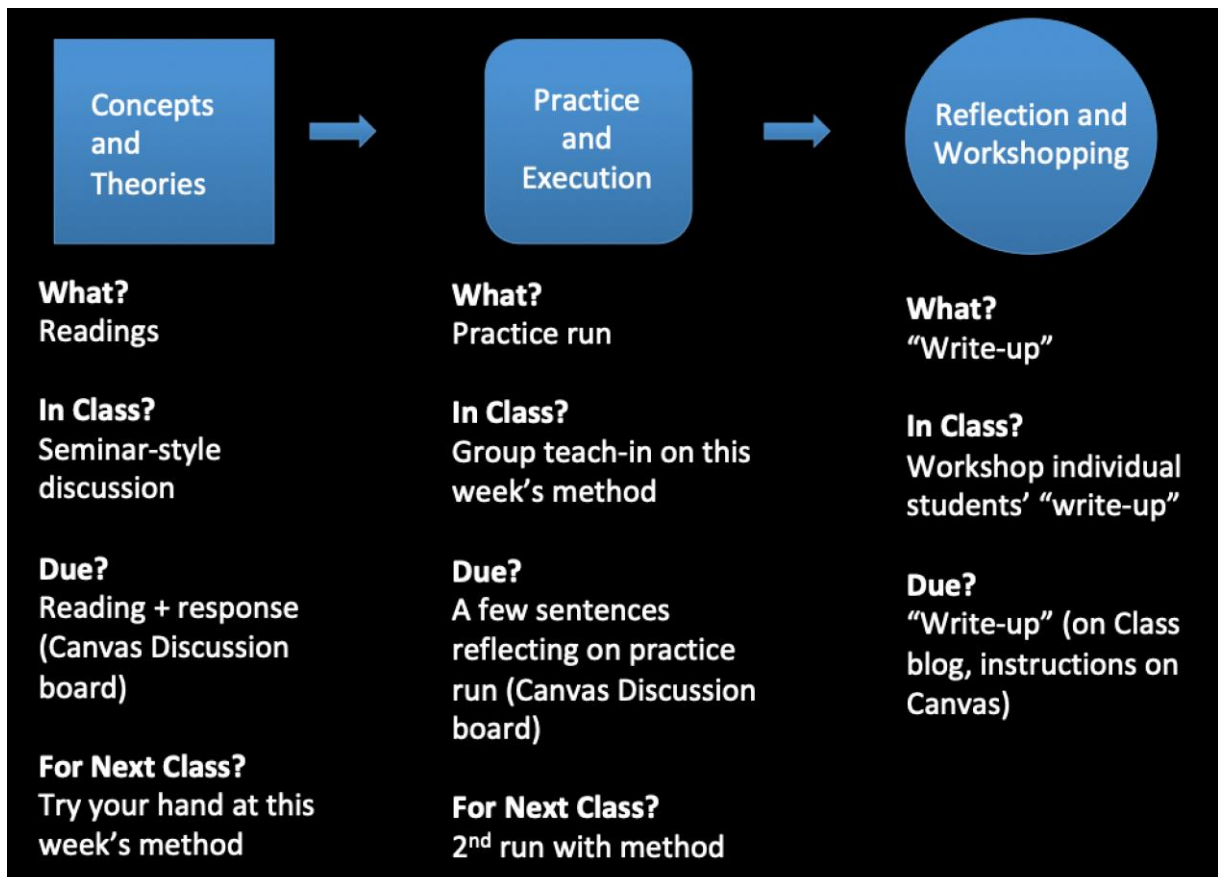 Concepts
and
Theories
What?
Readings
In Class?
Seminar-style
discussion
Due?
Reading + response
(Canvas Discussion
board)
For Next Class?
Try your hand at this
week’s method
Practice
and
Execution
What?
Practice run
In Class?
Group teach-in on this
week’s method
Due?
A few sentences
reflecting on practice
run (Canvas Discussion
board)
For Next Class?
2nd run with method
Reflection and
Workshopping
What?
“Write-up”
In Class?
Workshop individual
students’ “write-up”
Due?
“Write-up” (on Class
blog, instructions on
Canvas)